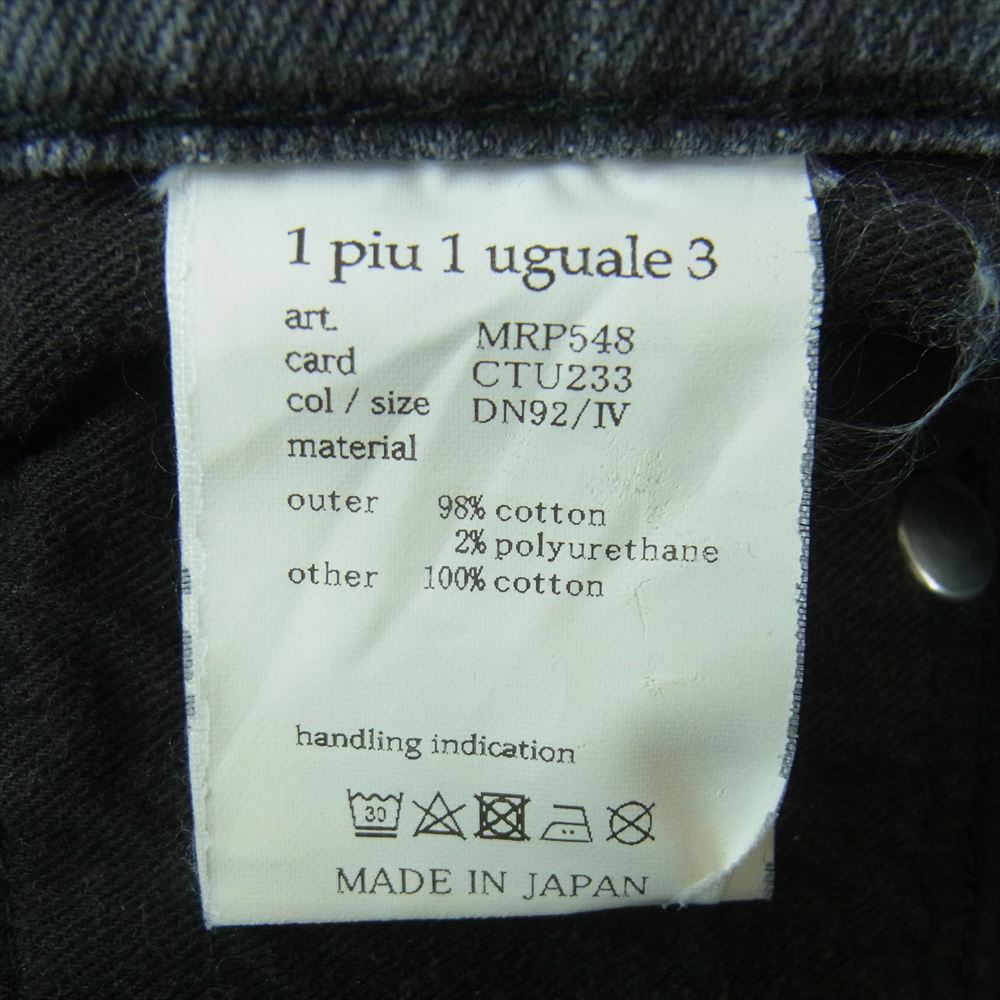 1 piu 1 uguale 3
art. MRP548
card CTU233
col / size DN92/IV
material
outer 98% cotton
2% polyurethane
other 100% cotton
handling indication
30
MADE IN JAPAN